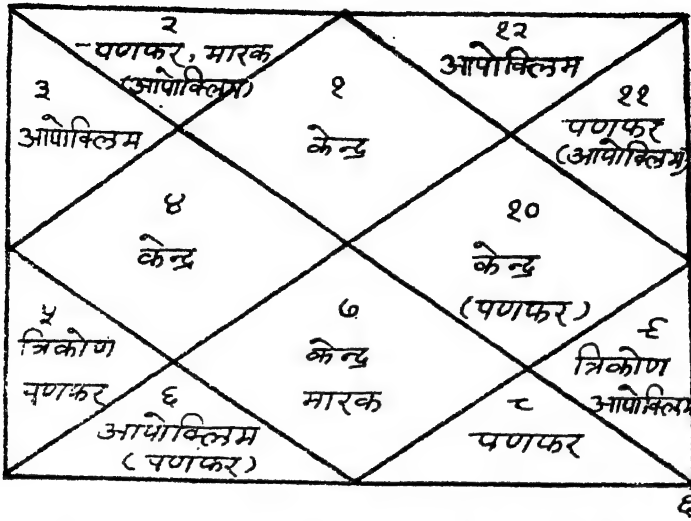 २
पणफर, मारक
(आपोक्लिम)
१२
आपोक्लिम
३
आपोक्लिम
१
केन्द्र
११
पणफर
(आपोक्लिम)
४
केन्द्र
१०
केन्द्र
(पणफर)
५
त्रिकोण
पणफर
७
केन्द्र
मारक
९
त्रिकोण
आपोक्लिम
६
आपोक्लिम
(पणफर)
८
पणफर